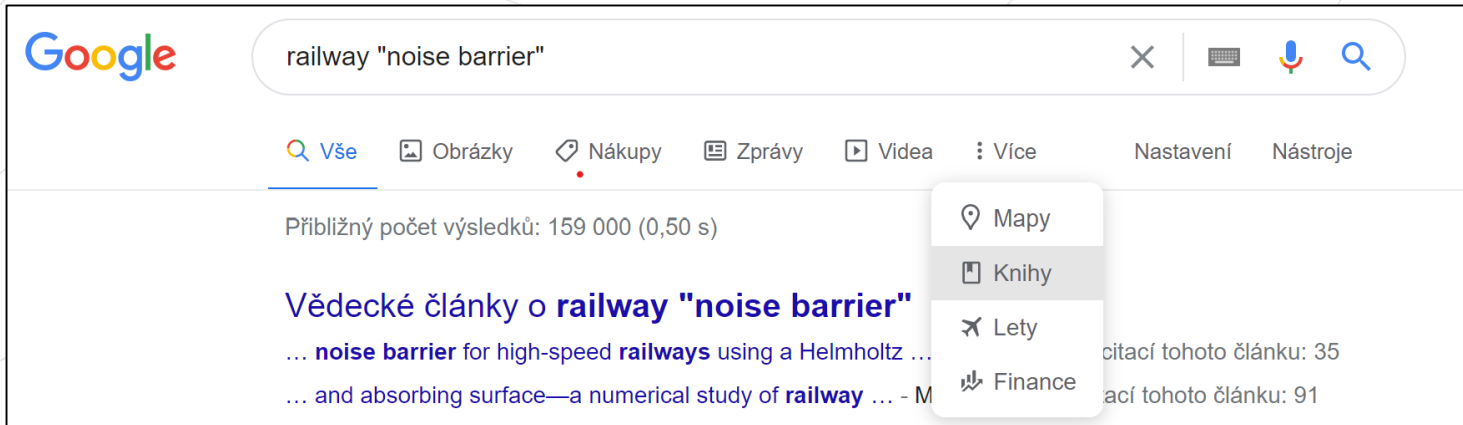 Google
railway "noise barrier"
Vše Obrázky Nákupy Zprávy Videa Více Nastavení Nástroje
Mapy
Knihy
Lety
Finance
Přibližný počet výsledků: 159 000 (0,50 s)
Vědecké články o railway "noise barrier"
… noise barrier for high-speed railways using a Helmholtz … citací tohoto článku: 35
… and absorbing surface—a numerical study of railway … - M tohoto článku: 91